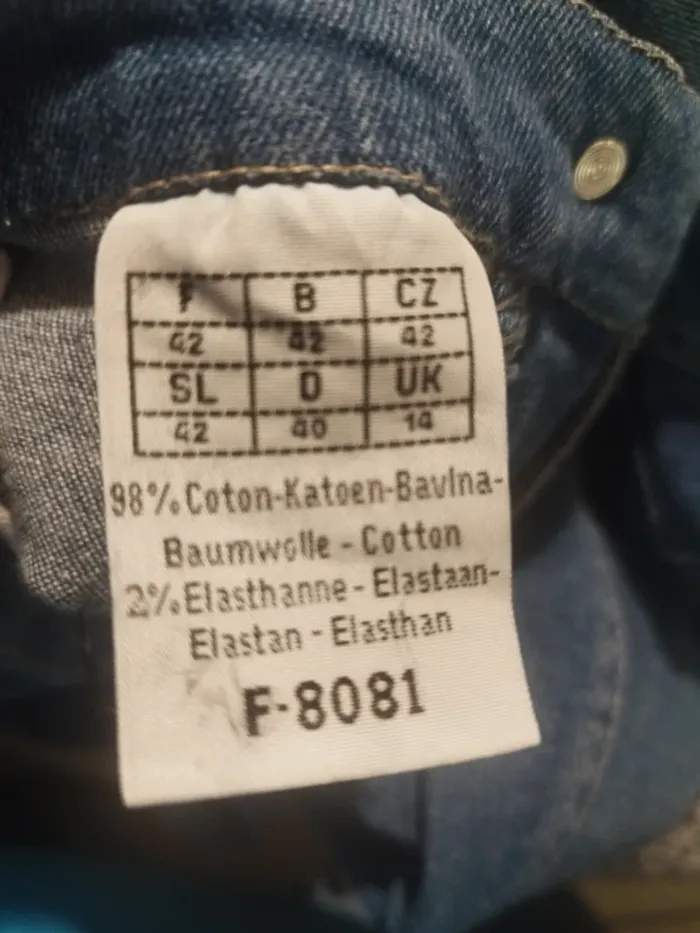 F B CZ
42 42 42
SL D UK
42 40 14
98% Coton-Katoen-Bavlna-
Baumwolle - Cotton
2% Elasthanne - Elastaan-
Elastan - Elasthan
F-8081